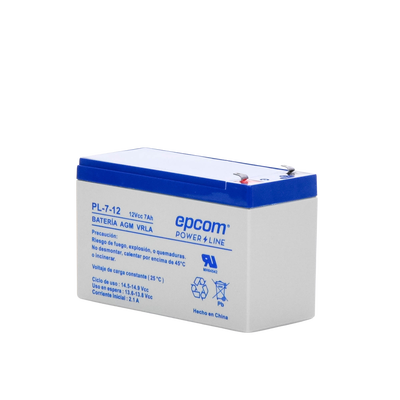 PL-7-12 12Vcc 7Ah
BATERÍA AGM VRLA
Precaución:
Riesgo de fuego, explosión, o quemaduras.
No desmontar, calentar por encima de 45°C
o incinerar.
Voltaje de carga constante ( 25 °C )
Ciclo de uso : 14.5-14.9 Vcc
Uso en espera : 13.6-13.8 Vcc
Corriente Inicial : 2.1 A
epcom®
POWER LINE
Pb
Hecho en China